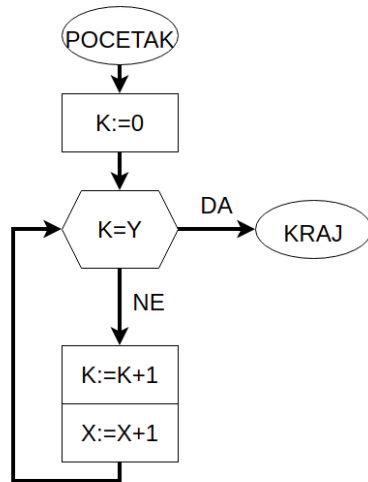 POCETAK
K:=0
K=Y
DA
KRAJ
NE
K:=K+1
X:=X+1